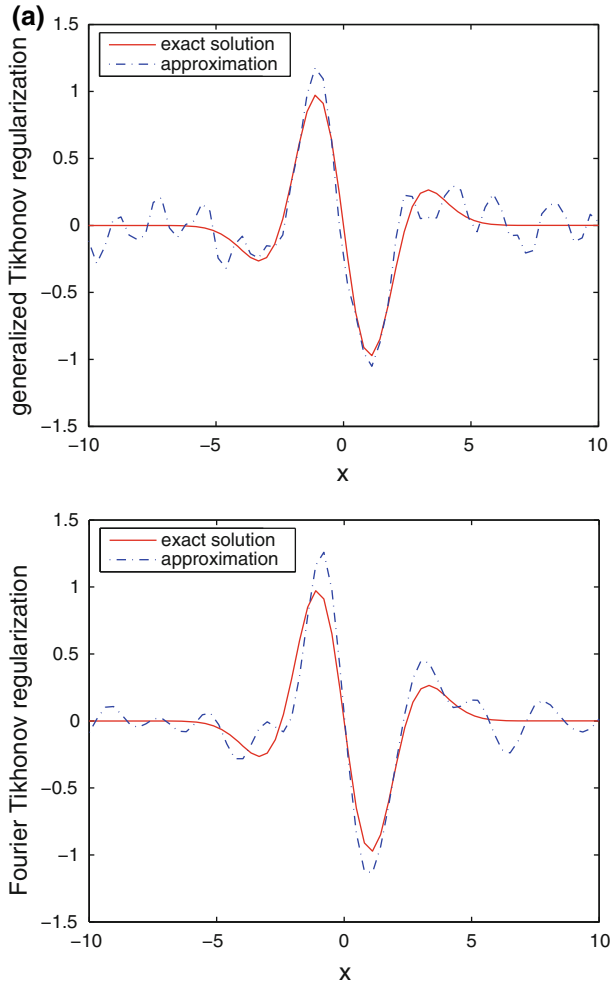 (a)
generalized Tikhonov regularization
1.5
1
0.5
0
−0.5
−1
−1.5
exact solution
approximation
−10
−5
0
5
10
x
Fourier Tikhonov regularization
1.5
1
0.5
0
−0.5
−1
−1.5
exact solution
approximation
−10
−5
0
5
10
x